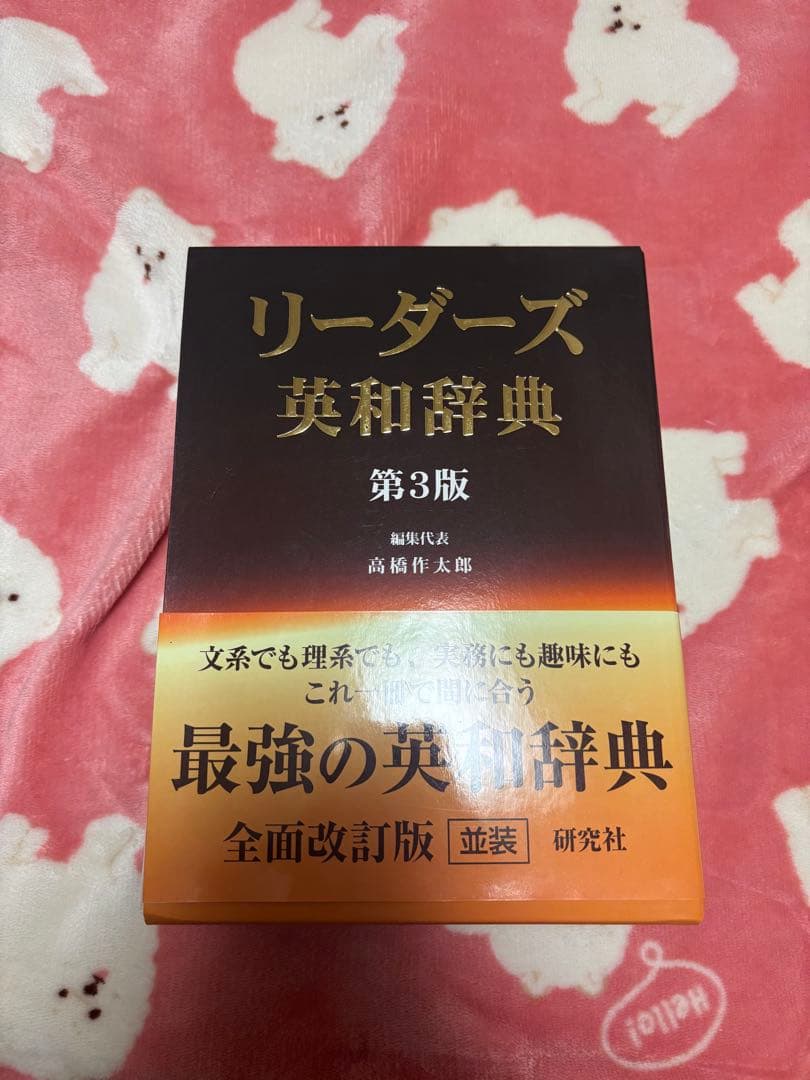 リーダーズ
英和辞典
第3版
編集代表
高橋作太郎
文系でも理系でも、実務にも趣味にも
これ一冊で間に合う
最強の英和辞典
全面改訂版 並装 研究社
Hello!